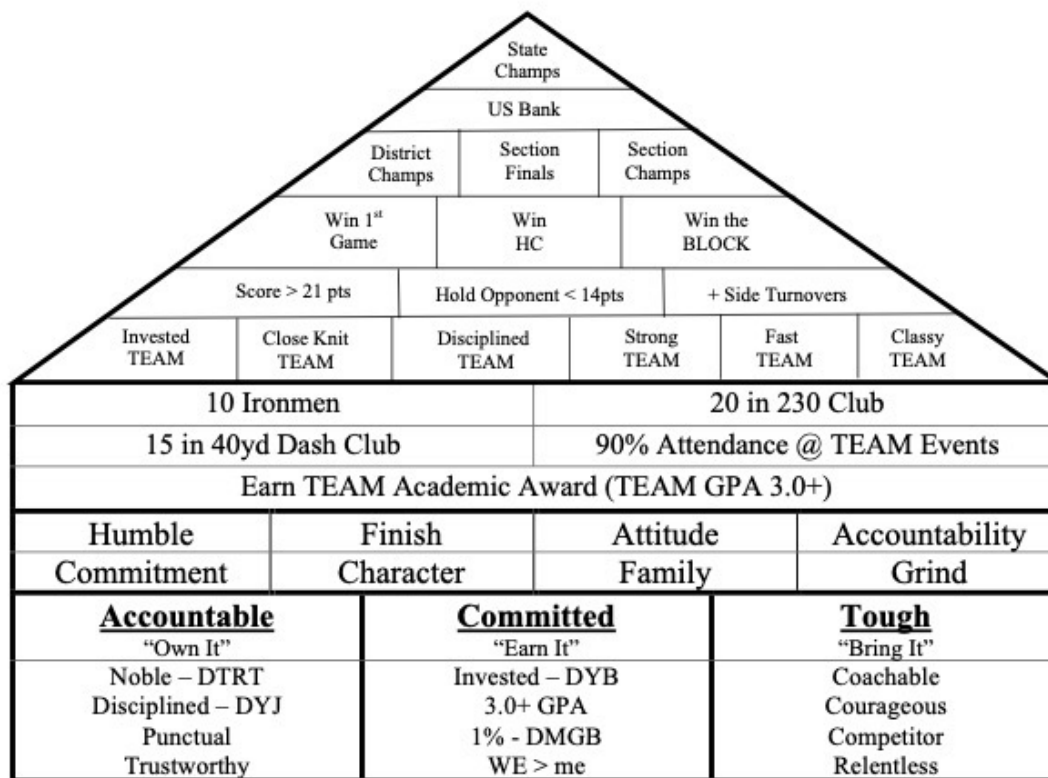 State
Champs
US Bank
District
Champs
Section
Finals
Section
Champs
Win 1st
Game
Win
HC
Win the
BLOCK
Score > 21 pts
Hold Opponent < 14pts
+ Side Turnovers
Invested
TEAM
Close Knit
TEAM
Disciplined
TEAM
Strong
TEAM
Fast
TEAM
Classy
TEAM
10 Ironmen
20 in 230 Club
15 in 40yd Dash Club
90% Attendance @ TEAM Events
Earn TEAM Academic Award (TEAM GPA 3.0+)
Humble
Finish
Attitude
Accountability
Commitment
Character
Family
Grind
Accountable
“Own It”
Noble – DTRT
Disciplined – DYJ
Punctual
Trustworthy
Committed
“Earn It”
Invested – DYB
3.0+ GPA
1% - DMGB
WE > me
Tough
“Bring It”
Coachable
Courageous
Competitor
Relentless